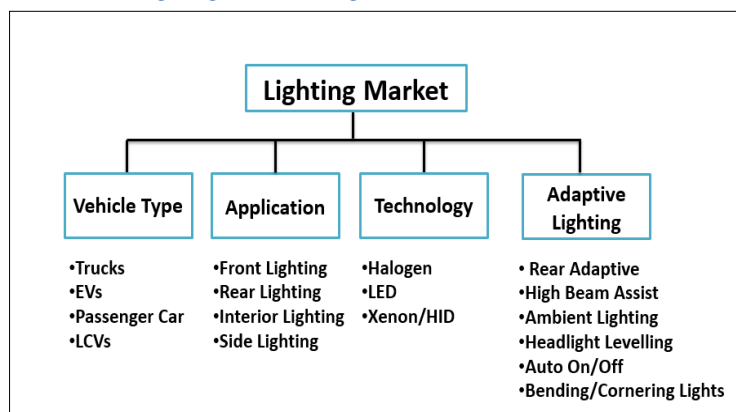 Lighting Market
Vehicle Type
Application
Technology
Adaptive
Lighting
•Trucks
•EVs
•Passenger Car
•LCVs
•Front Lighting
•Rear Lighting
•Interior Lighting
•Side Lighting
•Halogen
•LED
•Xenon/HID
• Rear Adaptive
•High Beam Assist
•Ambient Lighting
•Headlight Levelling
•Auto On/Off
•Bending/Cornering Lights